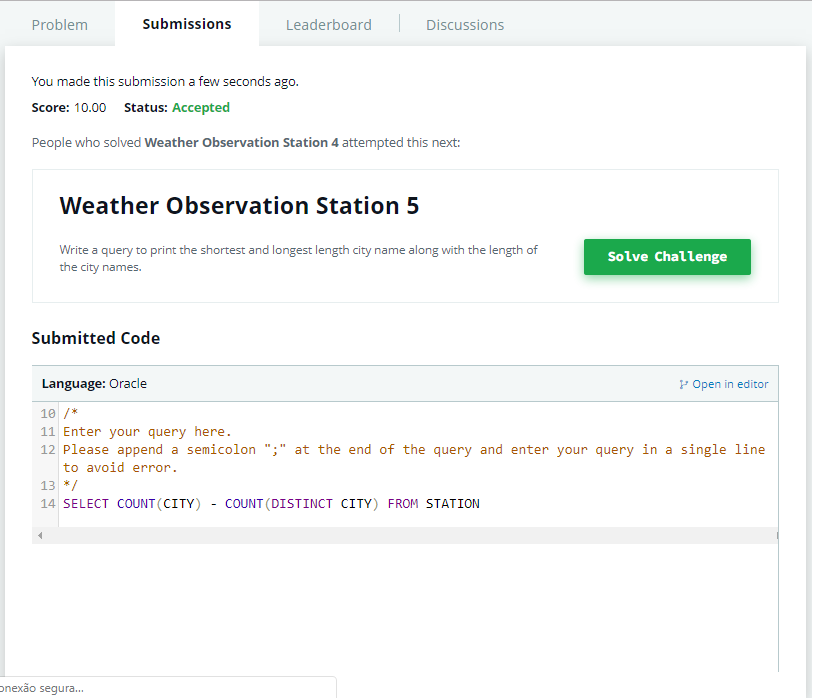 Problem Submissions Leaderboard Discussions
You made this submission a few seconds ago.
Score: 10.00 Status: Accepted
People who solved Weather Observation Station 4 attempted this next:
Weather Observation Station 5
Write a query to print the shortest and longest length city name along with the length of
the city names.
Solve Challenge
Submitted Code
Language: Oracle Open in editor
10 /*
11 Enter your query here.
12 Please append a semicolon ";" at the end of the query and enter your query in a single line
to avoid error.
13 */
14 SELECT COUNT(CITY) - COUNT(DISTINCT CITY) FROM STATION
onexão segura...